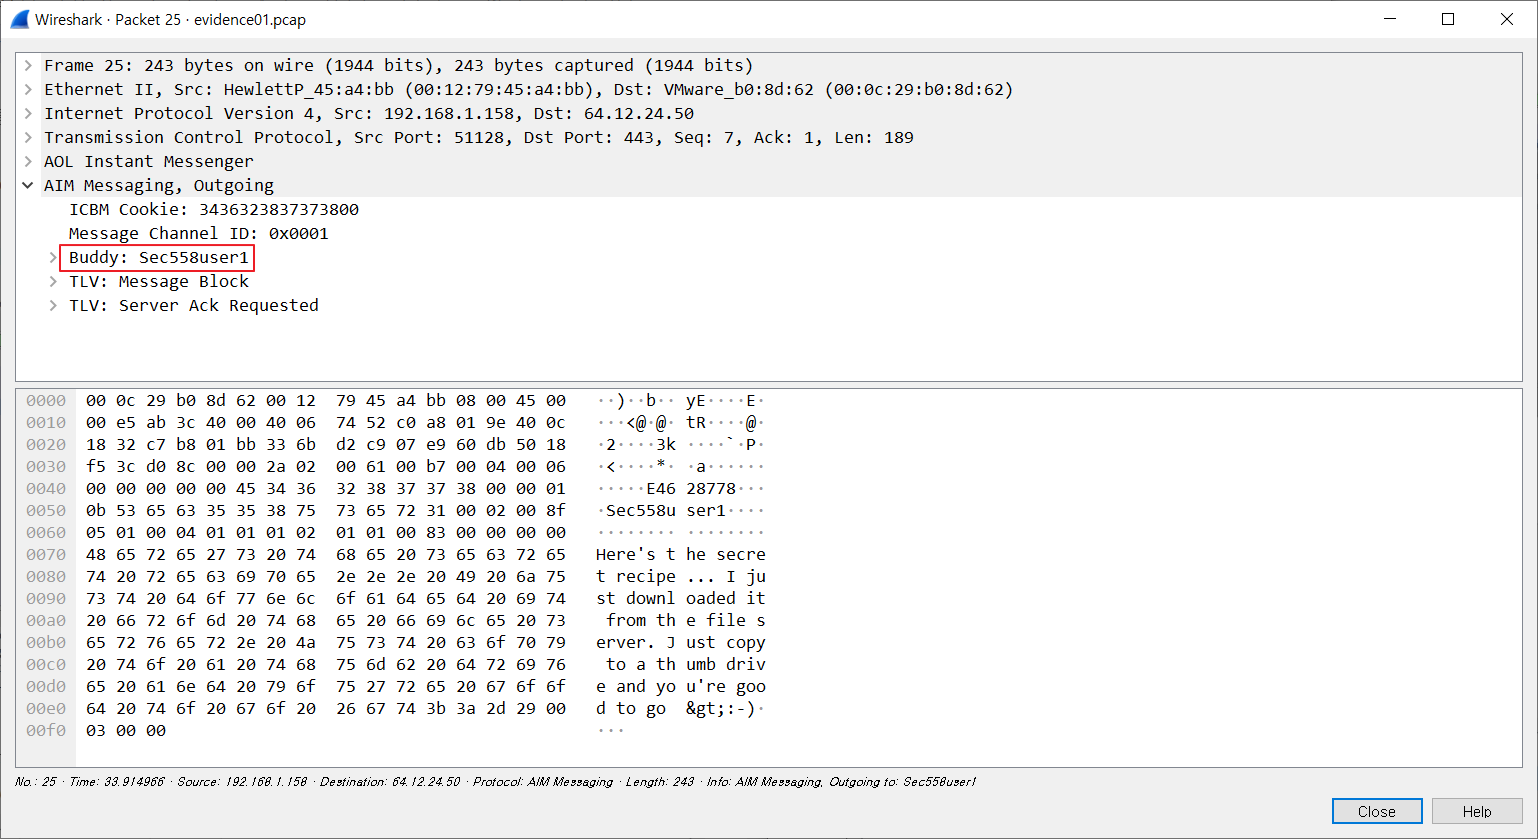 Wireshark · Packet 25 · evidence01.pcap
Frame 25: 243 bytes on wire (1944 bits), 243 bytes captured (1944 bits)
Ethernet II, Src: HewlettP_45:a4:bb (00:12:79:45:a4:bb), Dst: VMware_b0:8d:62 (00:0c:29:b0:8d:62)
Internet Protocol Version 4, Src: 192.168.1.158, Dst: 64.12.24.50
Transmission Control Protocol, Src Port: 51128, Dst Port: 443, Seq: 7, Ack: 1, Len: 189
AOL Instant Messenger
AIM Messaging, Outgoing
ICBM Cookie: 3436323837373800
Message Channel ID: 0x0001
Buddy: Sec558user1
TLV: Message Block
TLV: Server Ack Requested
0000 00 0c 29 b0 8d 62 00 12 79 45 a4 bb 08 00 45 00 ··)··b·· yE····E·
0010 00 e5 ab 3c 40 00 40 06 74 52 c0 a8 01 9e 40 0c ···<@·@· tR····@·
0020 18 32 c7 b8 01 bb 33 6b d2 c9 07 e9 60 db 50 18 ·2····3k ····`·P·
0030 f5 3c d0 8c 00 00 2a 02 00 61 00 b7 00 04 00 06 ·<····*· ·a······
0040 00 00 00 00 00 45 34 36 32 38 37 37 38 00 00 01 ·····E46 28778···
0050 0b 53 65 63 35 35 38 75 73 65 72 31 00 02 00 8f ·Sec558u ser1····
0060 05 01 00 04 01 01 01 02 01 01 00 83 00 00 00 00 ········ ········
0070 48 65 72 65 27 73 20 74 68 65 20 73 65 63 72 65 Here's t he secre
0080 74 20 72 65 63 69 70 65 2e 2e 2e 20 49 20 6a 75 t recipe ... I ju
0090 73 74 20 64 6f 77 6e 6c 6f 61 64 65 64 20 69 74 st downl oaded it
00a0 20 66 72 6f 6d 20 74 68 65 20 66 69 6c 65 20 73 from th e file s
00b0 65 72 76 65 72 2e 20 4a 75 73 74 20 63 6f 70 79 erver. J ust copy
00c0 20 74 6f 20 61 20 74 68 75 6d 62 20 64 72 69 76 to a th umb driv
00d0 65 20 61 6e 64 20 79 6f 75 27 72 65 20 67 6f 6f e and yo u're goo
00e0 64 20 74 6f 20 67 6f 20 26 67 74 3b 3a 2d 29 00 d to go &gt;:-)·
00f0 03 00 00 ···
No.: 25 · Time: 33.914966 · Source: 192.168.1.158 · Destination: 64.12.24.50 · Protocol: AIM Messaging · Length: 243 · Info: AIM Messaging, Outgoing to: Sec558user1
Close Help